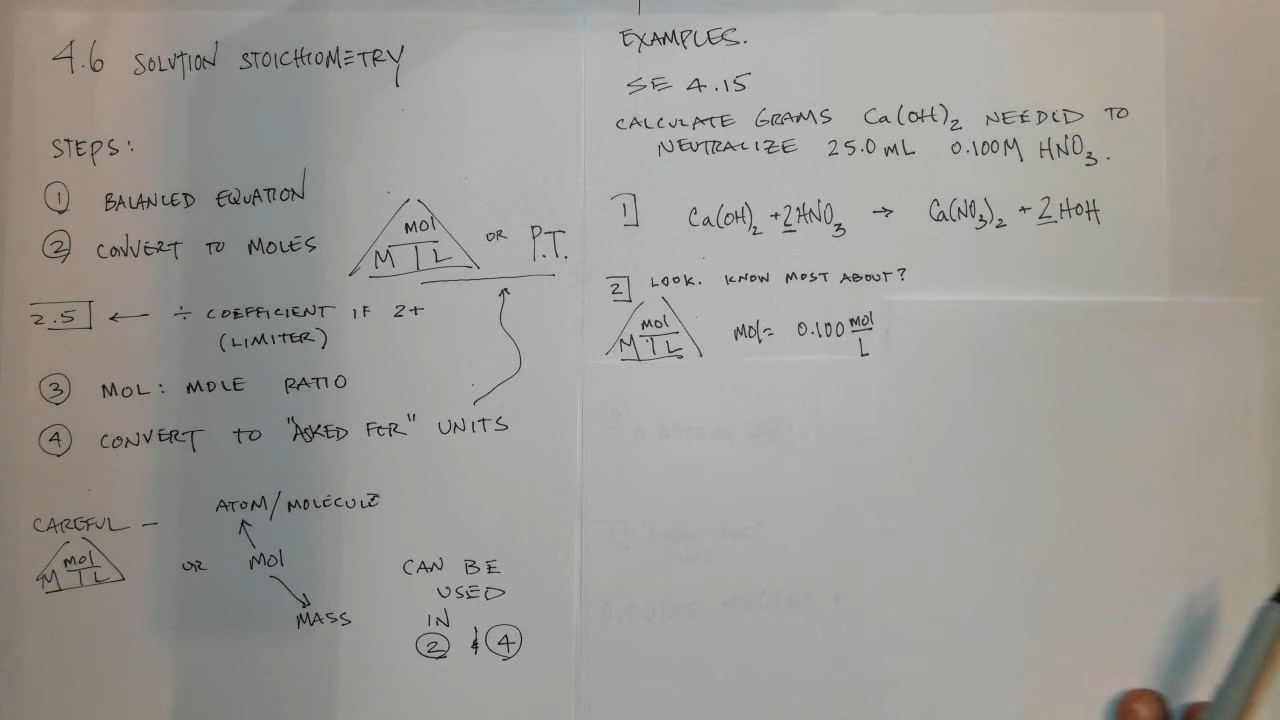 4.6 SOLUTION STOICHIOMETRY
STEPS:
① BALANCED EQUATION
② CONVERT TO MOLES
mol
M L
OR P.T.
2.5 ← ÷ COEFFICIENT IF 2+
(LIMITER)
③ MOL: MOLE RATIO
④ CONVERT TO "ASKED FOR" UNITS
CAREFUL –
mol
M L
OR
ATOM/MOLECULE
mol
MASS
CAN BE
USED
IN
② & ④
EXAMPLES.
SE 4.15
CALCULATE GRAMS Ca(OH)₂ NEEDED TO
NEUTRALIZE 25.0 mL 0.100M HNO₃.
1 Ca(OH)₂ + 2HNO₃ → Ca(NO₃)₂ + 2HOH
2 LOOK. KNOW MOST ABOUT?
mol
M L
mol= 0.100 mol
L